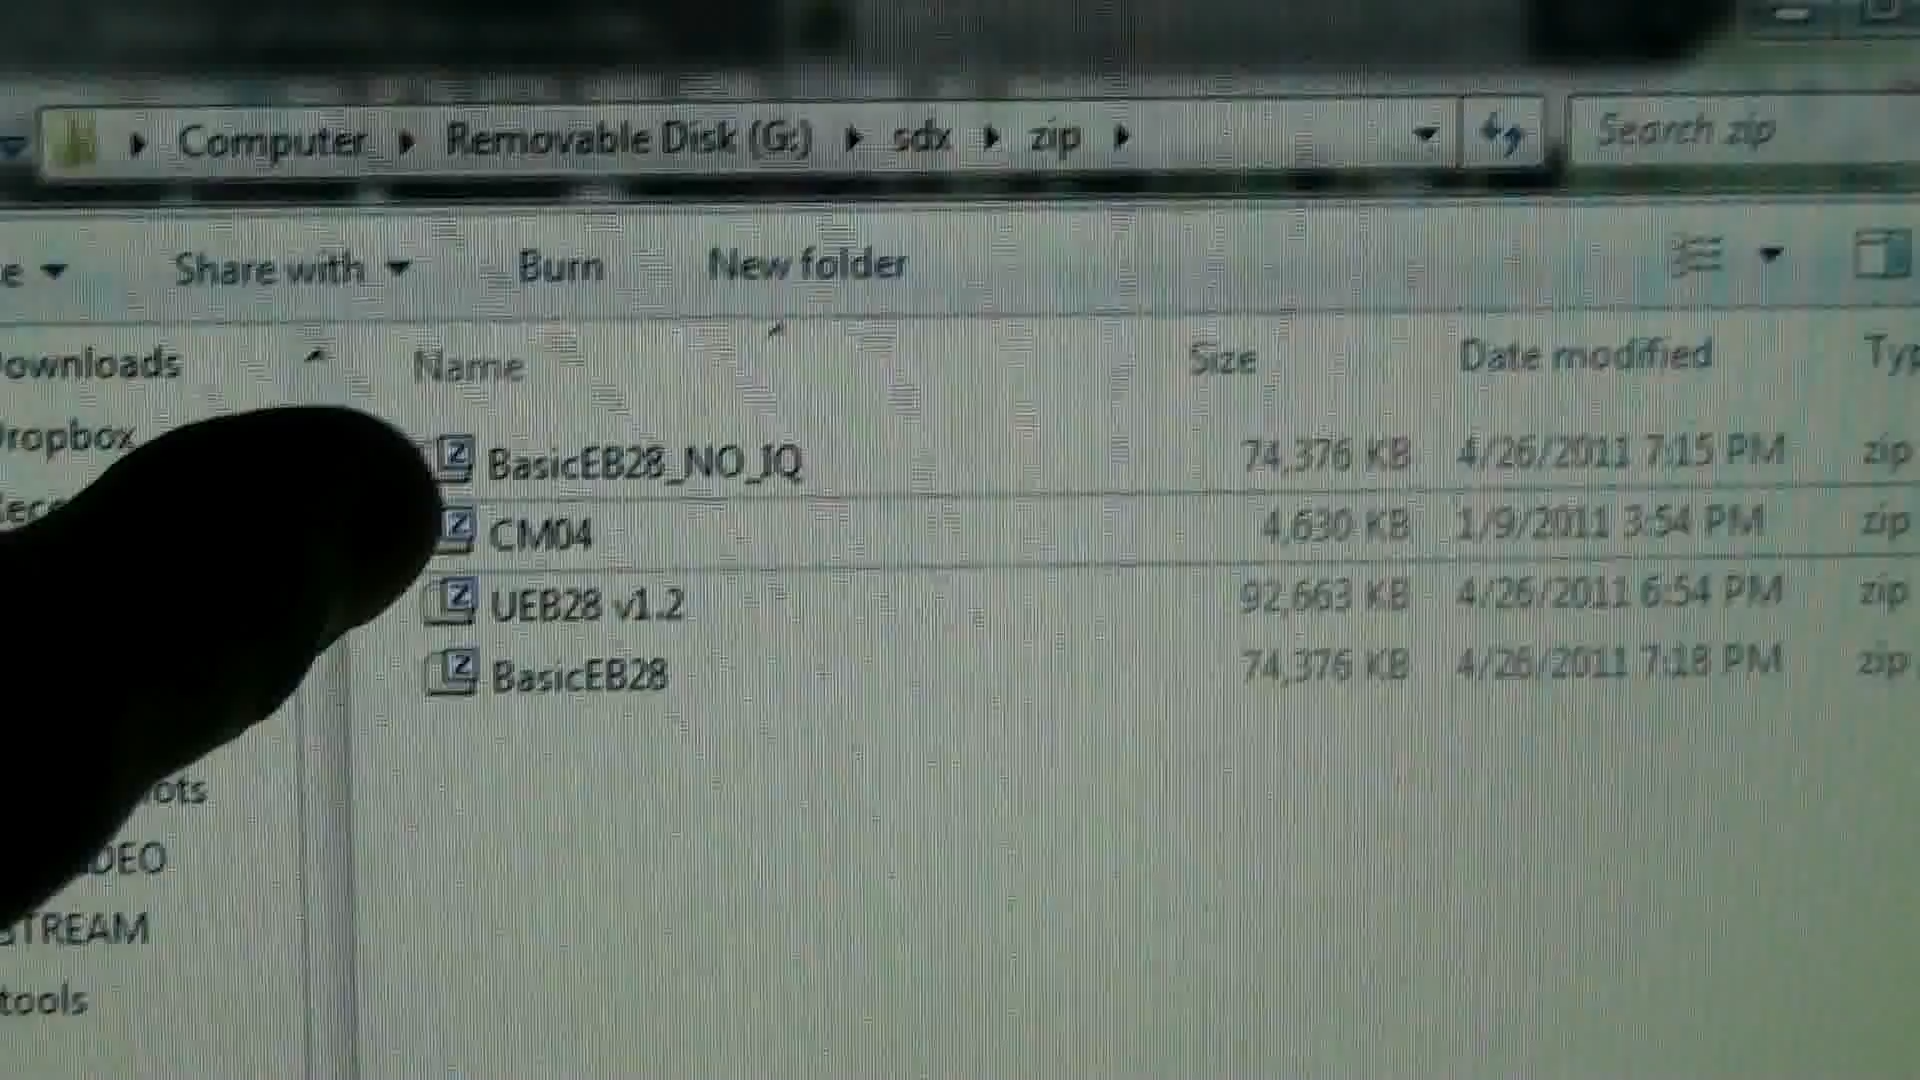 Computer Removable Disk (G:) sdx zip Search zip
Share with Burn New folder
ownloads Name Size Date modified Typ
ropbox
BasicEB28_NO_IQ 74,376 KB 4/26/2011 7:15 PM zip
CM04 4,630 KB 1/9/2011 3:54 PM zip
UEB28 v1.2 92,663 KB 4/26/2011 6:54 PM zip
BasicEB28 74,376 KB 4/26/2011 7:18 PM zip
ots
DEO
STREAM
tools